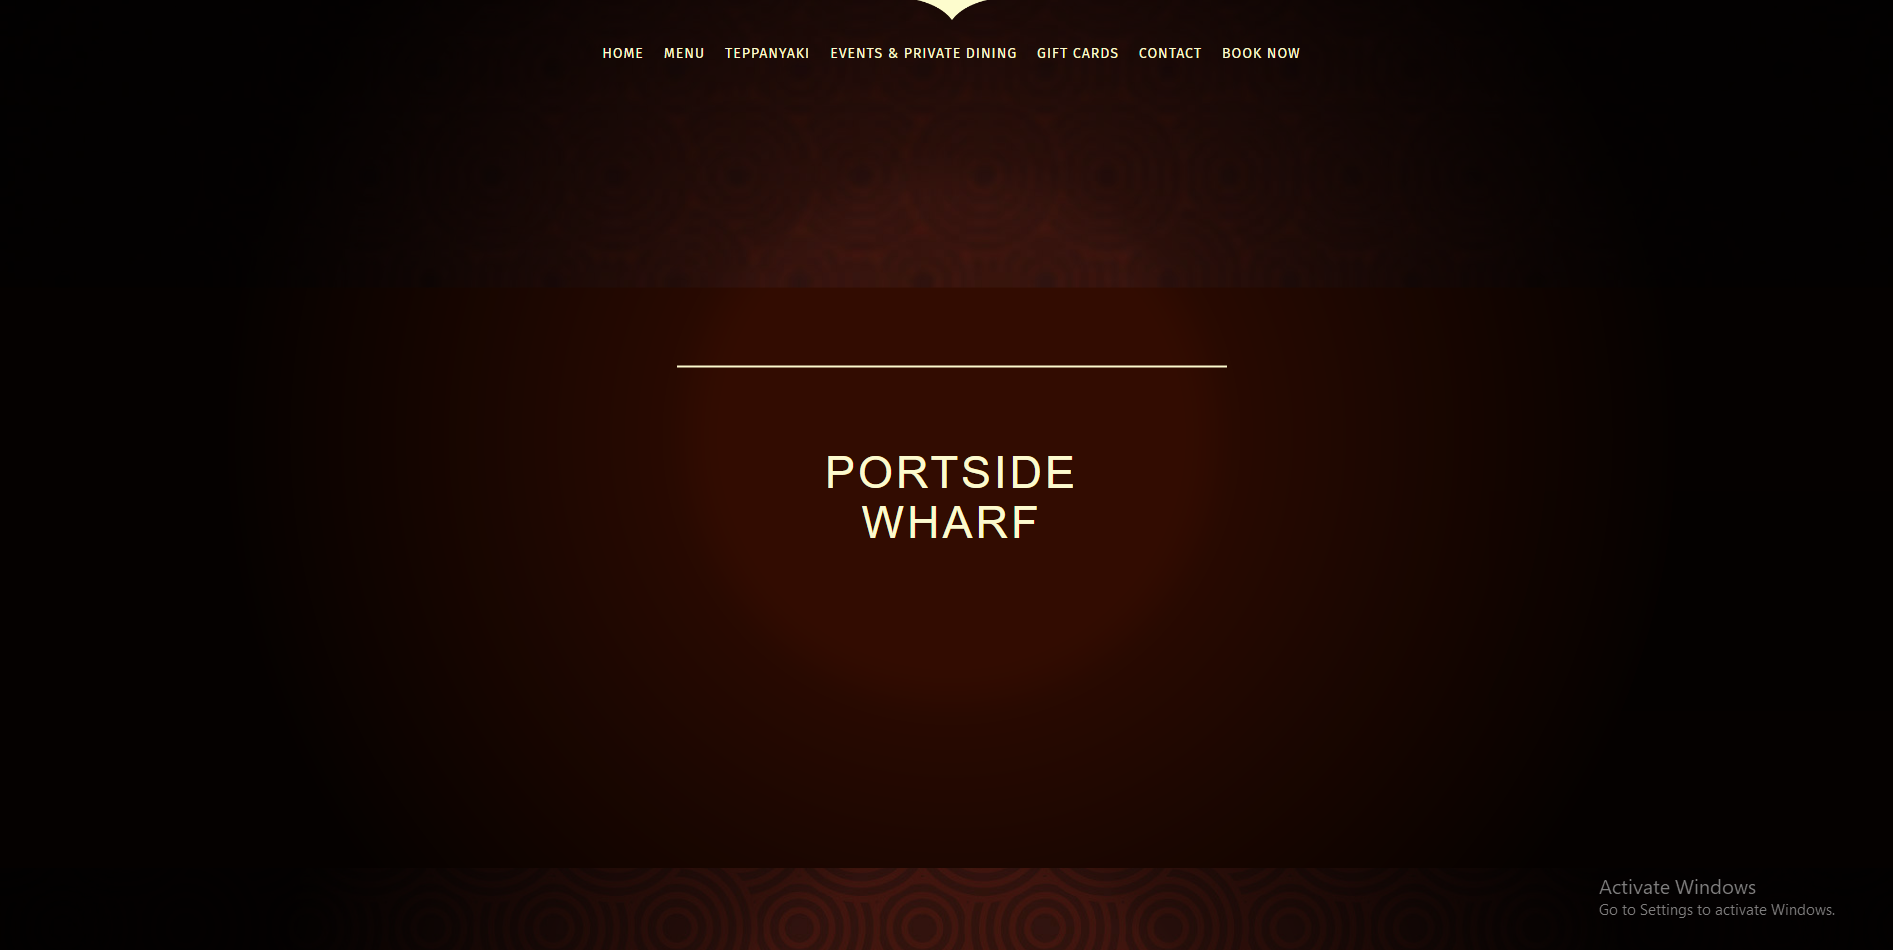 HOME MENU TEPPANYAKI EVENTS & PRIVATE DINING GIFT CARDS CONTACT BOOK NOW
PORTSIDE
WHARF
Activate Windows
Go to Settings to activate Windows.